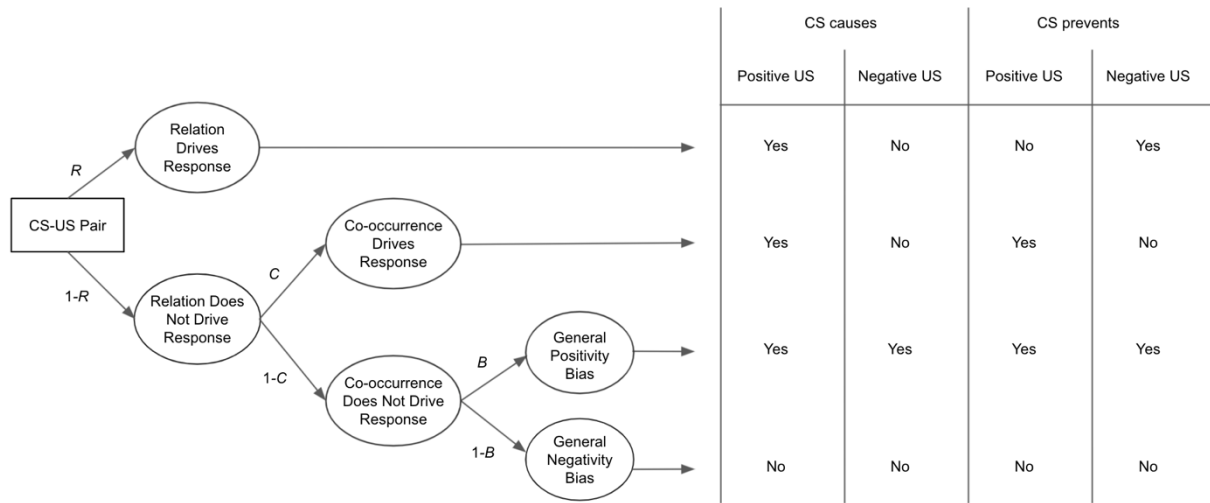 CS causes
CS prevents
Positive US
Negative US
Positive US
Negative US
Relation
Drives
Response
Yes
No
No
Yes
R
CS-US Pair
Co-occurrence
Drives
Response
Yes
No
Yes
No
C
1-R
Relation Does
Not Drive
Response
General
Positivity
Bias
Yes
Yes
Yes
Yes
B
1-C
Co-occurrence
Does Not Drive
Response
1-B
General
Negativity
Bias
No
No
No
No